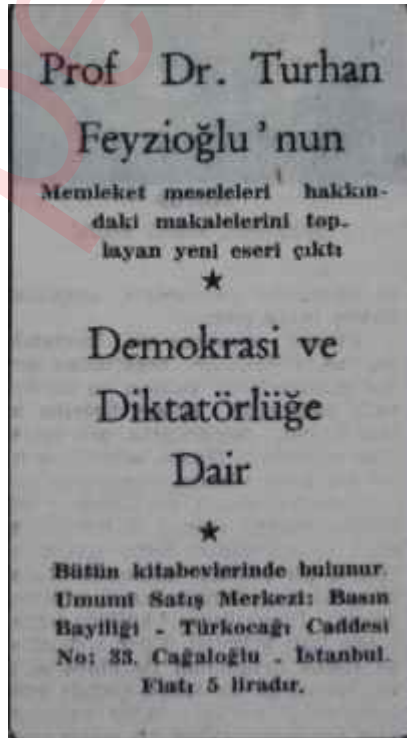 Prof Dr. Turhan
Feyzioğlu'nun
Memleket meseleleri hakkın-
daki makalelerini top-
layan yeni eseri çıktı
★
Demokrasi ve
Diktatörlüğe
Dair
★
Bütün kitabevlerinde bulunur.
Umumî Satış Merkezi: Basın
Bayiliği - Türkocağı Caddesi
No: 33. Cağaloğlu - İstanbul.
Fiatı 5 liradır.